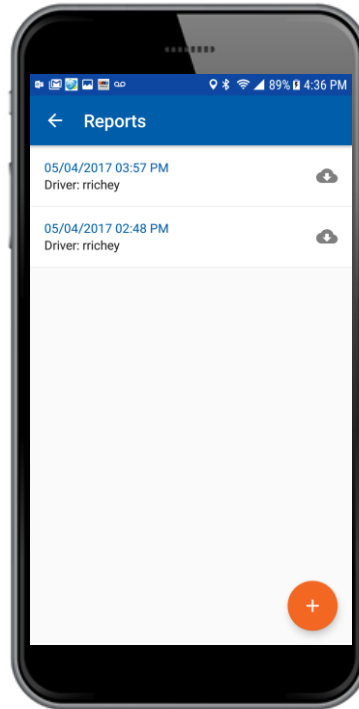 89% 4:36 PM
Reports
05/04/2017 03:57 PM
Driver: rrichey
05/04/2017 02:48 PM
Driver: rrichey